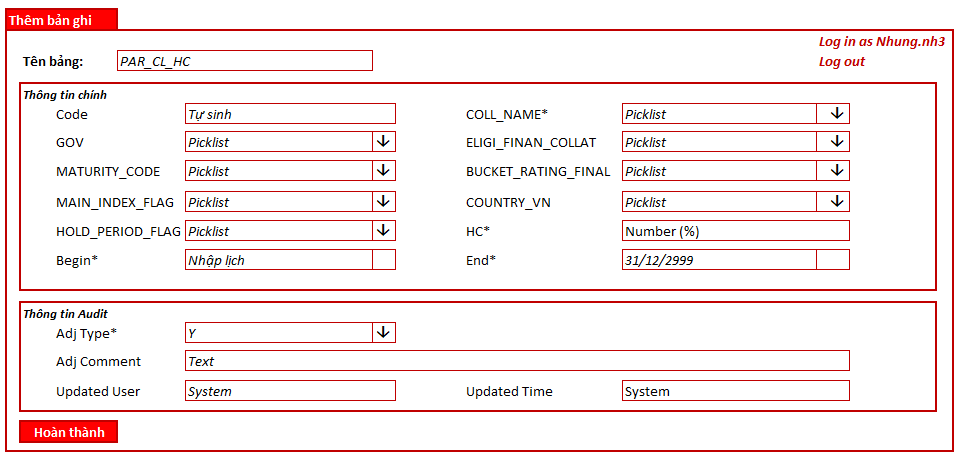 Thêm bản ghi
Log in as Nhung.nh3
Tên bảng: PAR_CL_HC Log out
Thông tin chính
Code Tự sinh COLL_NAME* Picklist
GOV Picklist ELIGI_FINAN_COLLAT Picklist
MATURITY_CODE Picklist BUCKET_RATING_FINAL Picklist
MAIN_INDEX_FLAG Picklist COUNTRY_VN Picklist
HOLD_PERIOD_FLAG Picklist HC* Number (%)
Begin* Nhập lịch End* 31/12/2999
Thông tin Audit
Adj Type* Y
Adj Comment Text
Updated User System Updated Time System
Hoàn thành